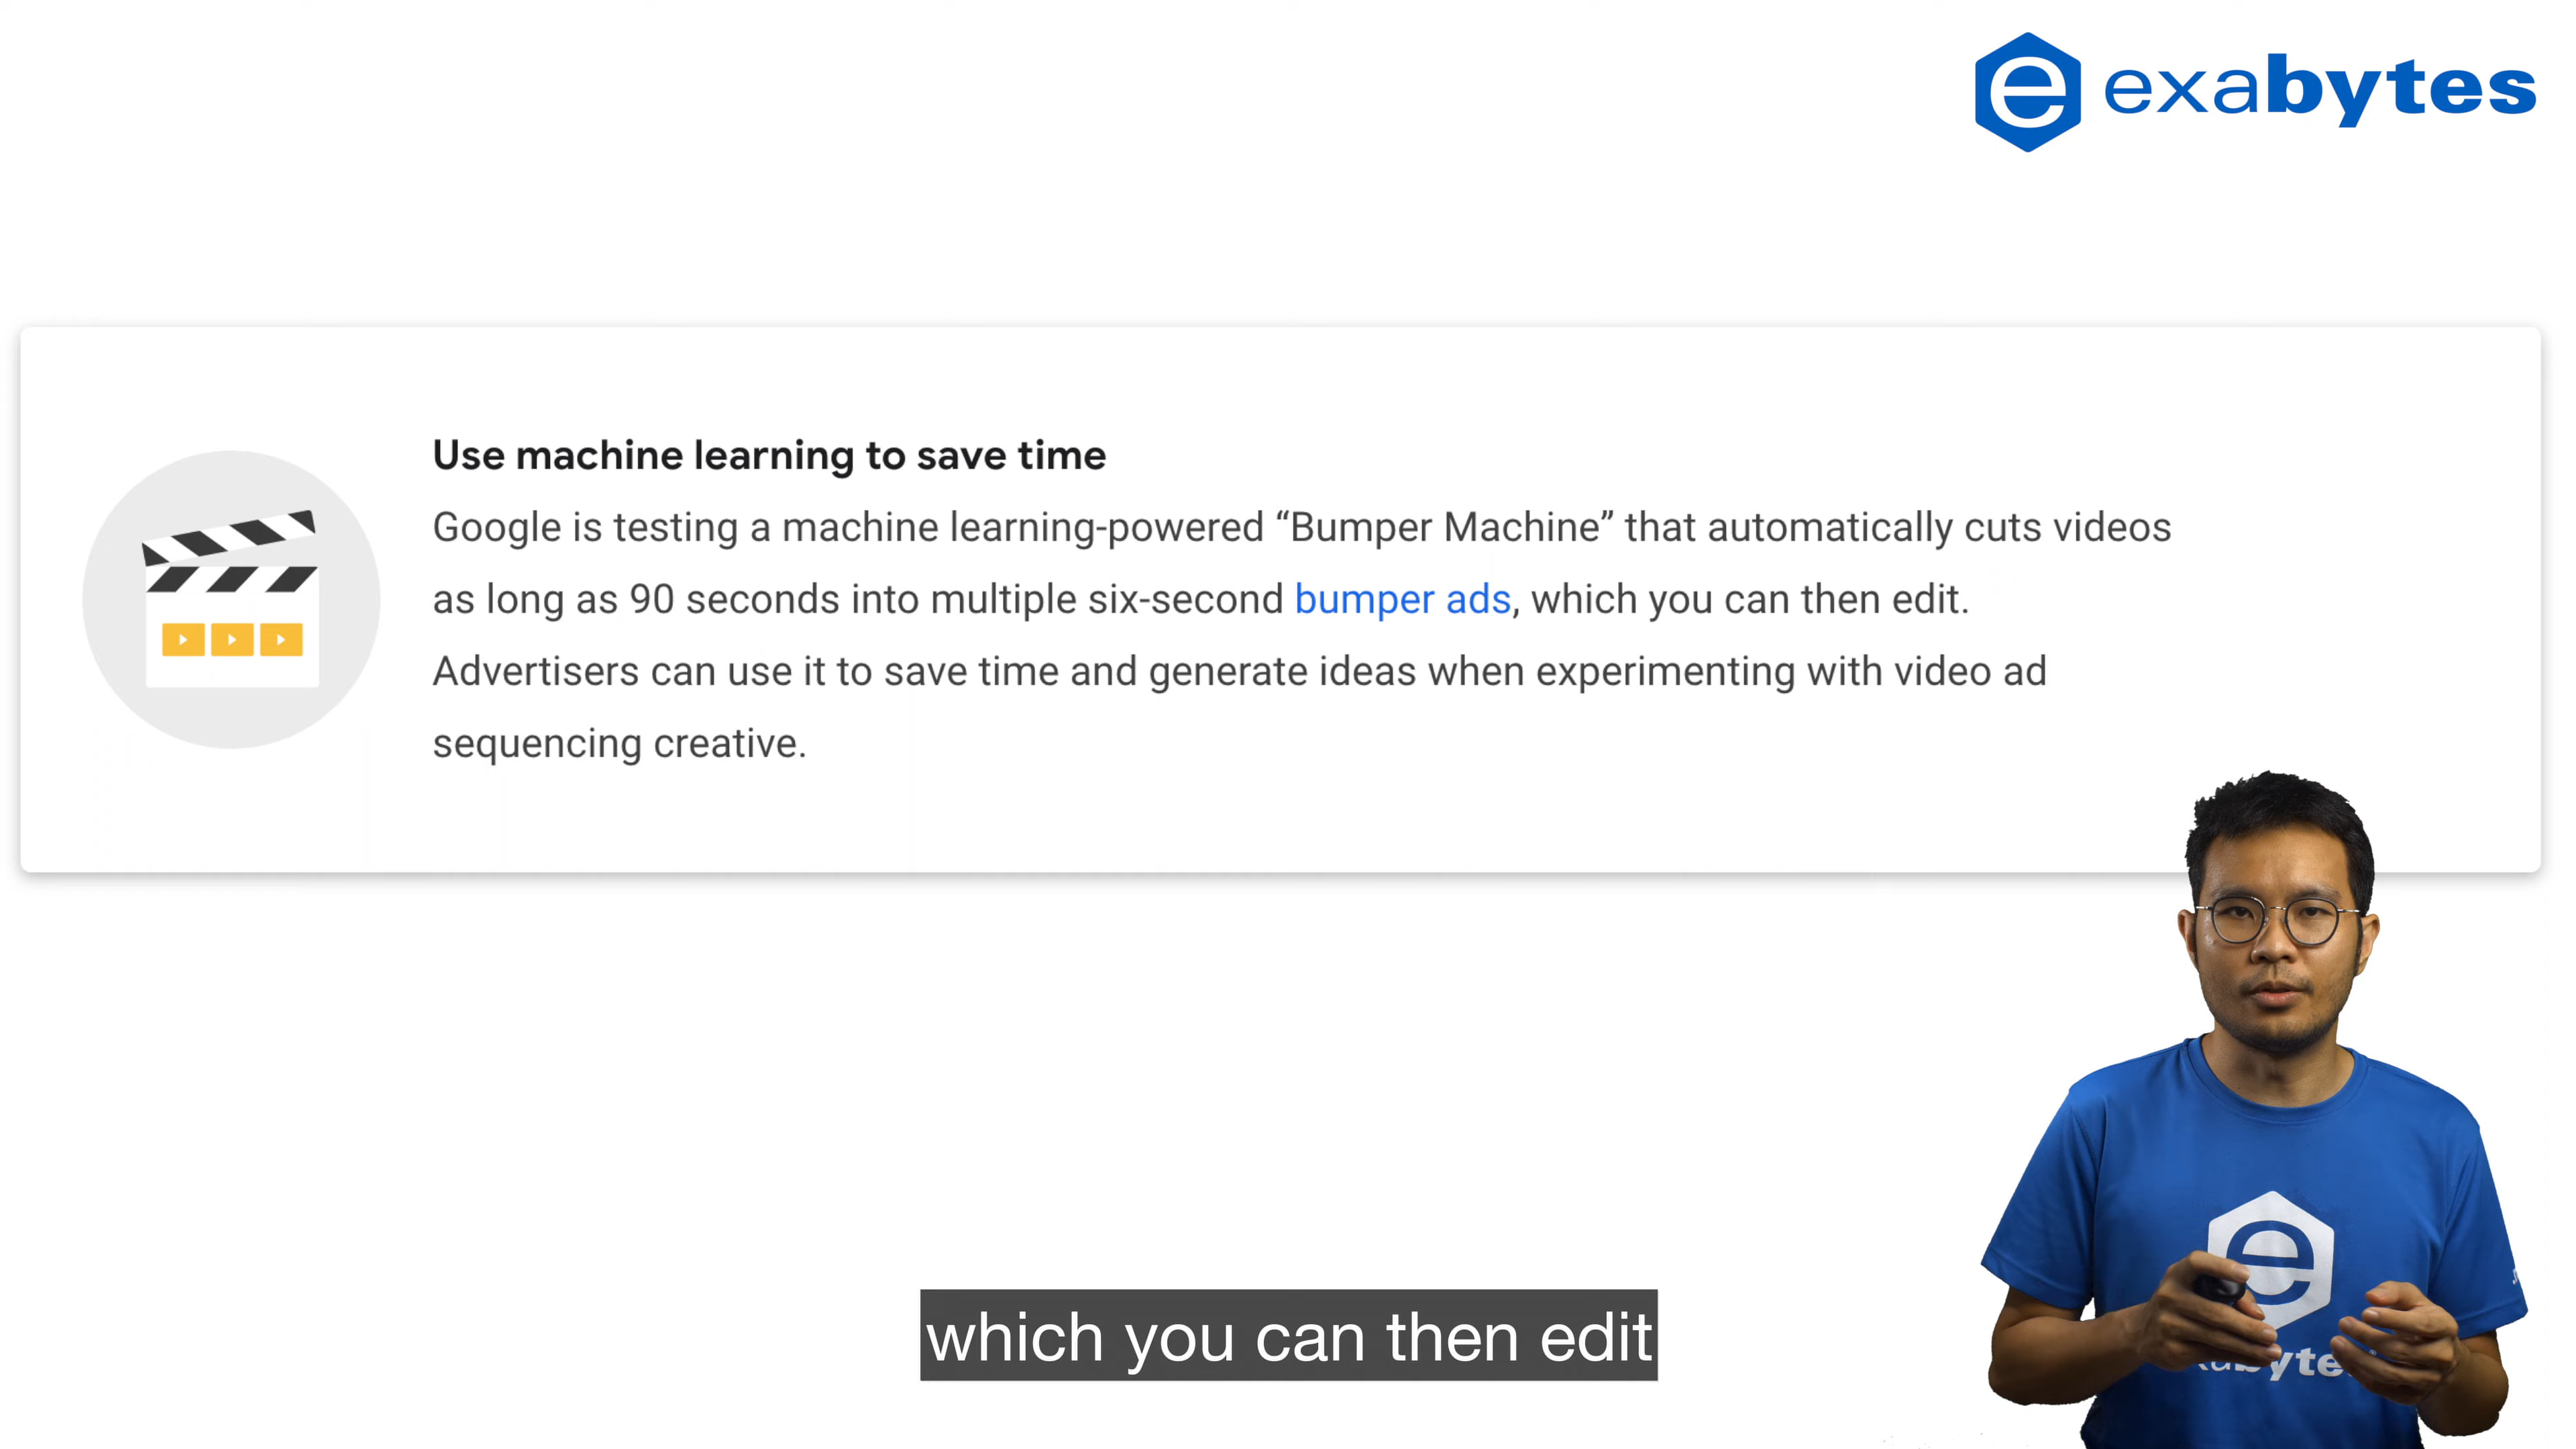 exabytes
Use machine learning to save time
Google is testing a machine learning-powered “Bumper Machine” that automatically cuts videos
as long as 90 seconds into multiple six-second bumper ads, which you can then edit.
Advertisers can use it to save time and generate ideas when experimenting with video ad
sequencing creative.
which you can then edit